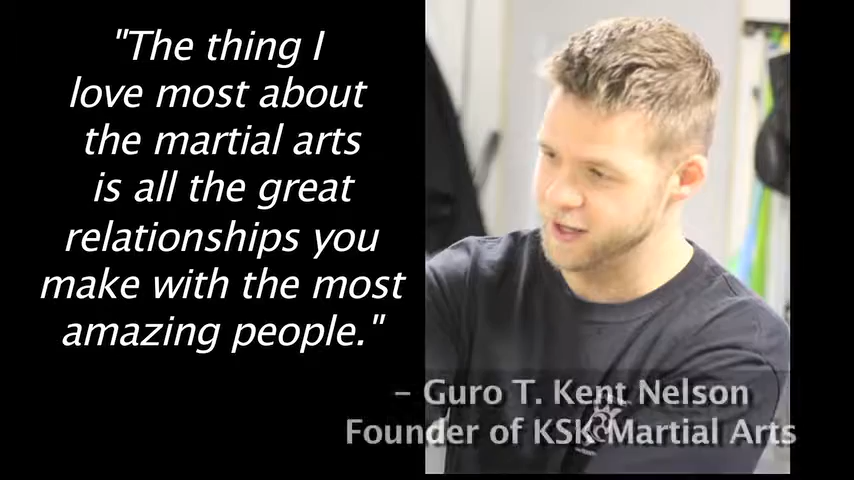 "The thing I
love most about
the martial arts
is all the great
relationships you
make with the most
amazing people."
– Guro T. Kent Nelson
Founder of KSK Martial Arts